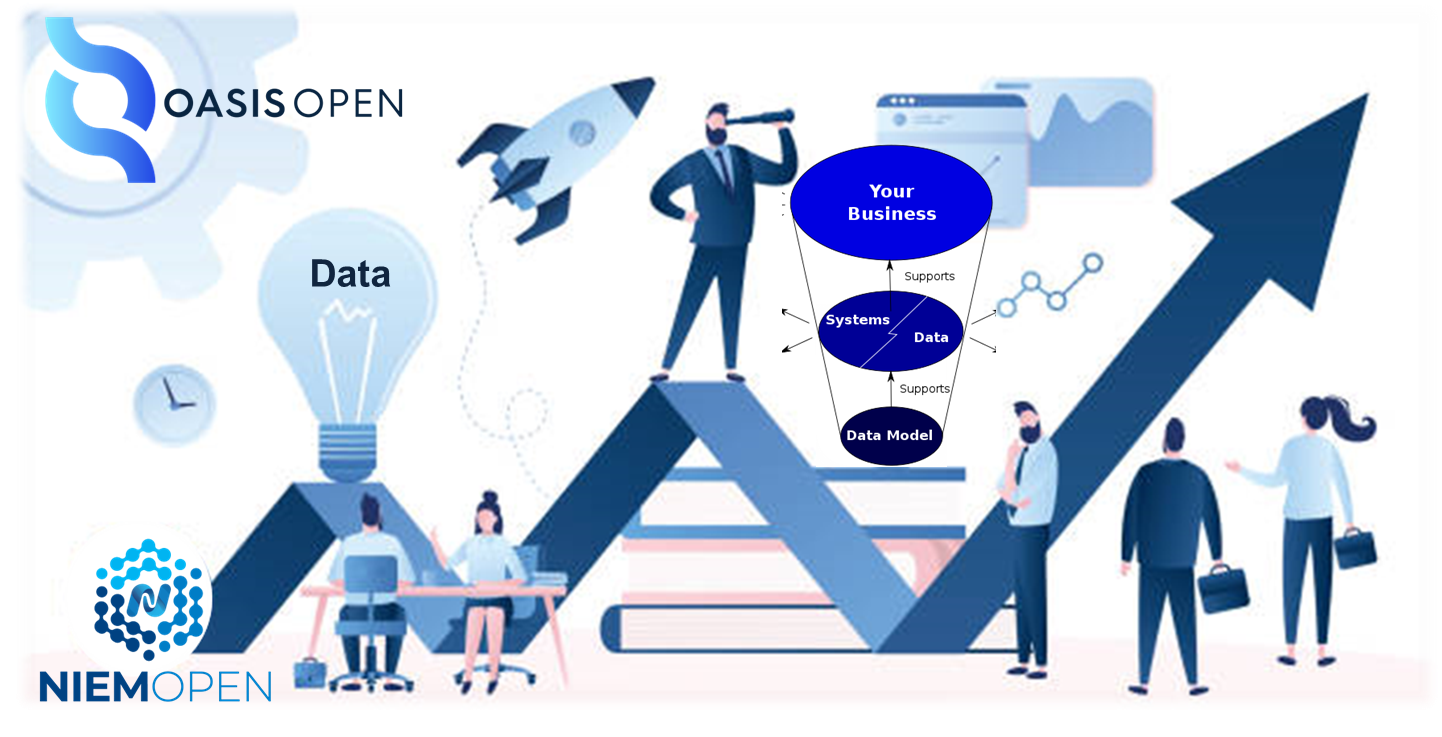 OASIS OPEN
Data
Your
Business
Supports
Systems
Data
Supports
Data Model
NIEMOPEN